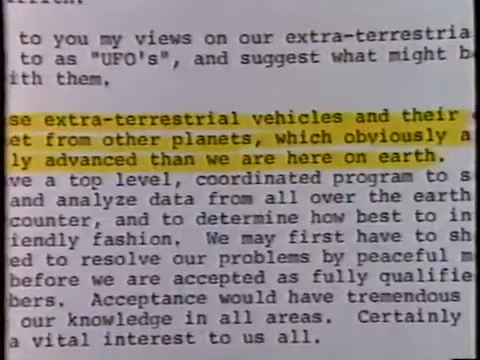 to you my views on our extra-terrestria
to as "UFO's", and suggest what might b
ith them.
se extra-terrestrial vehicles and their
et from other planets, which obviously a
ly advanced than we are here on earth.
ve a top level, coordinated program to s
and analyze data from all over the earth
counter, and to determine how best to in
iendly fashion. We may first have to sh
ed to resolve our problems by peaceful m
before we are accepted as fully qualifie
bers. Acceptance would have tremendous
our knowledge in all areas. Certainly
a vital interest to us all.